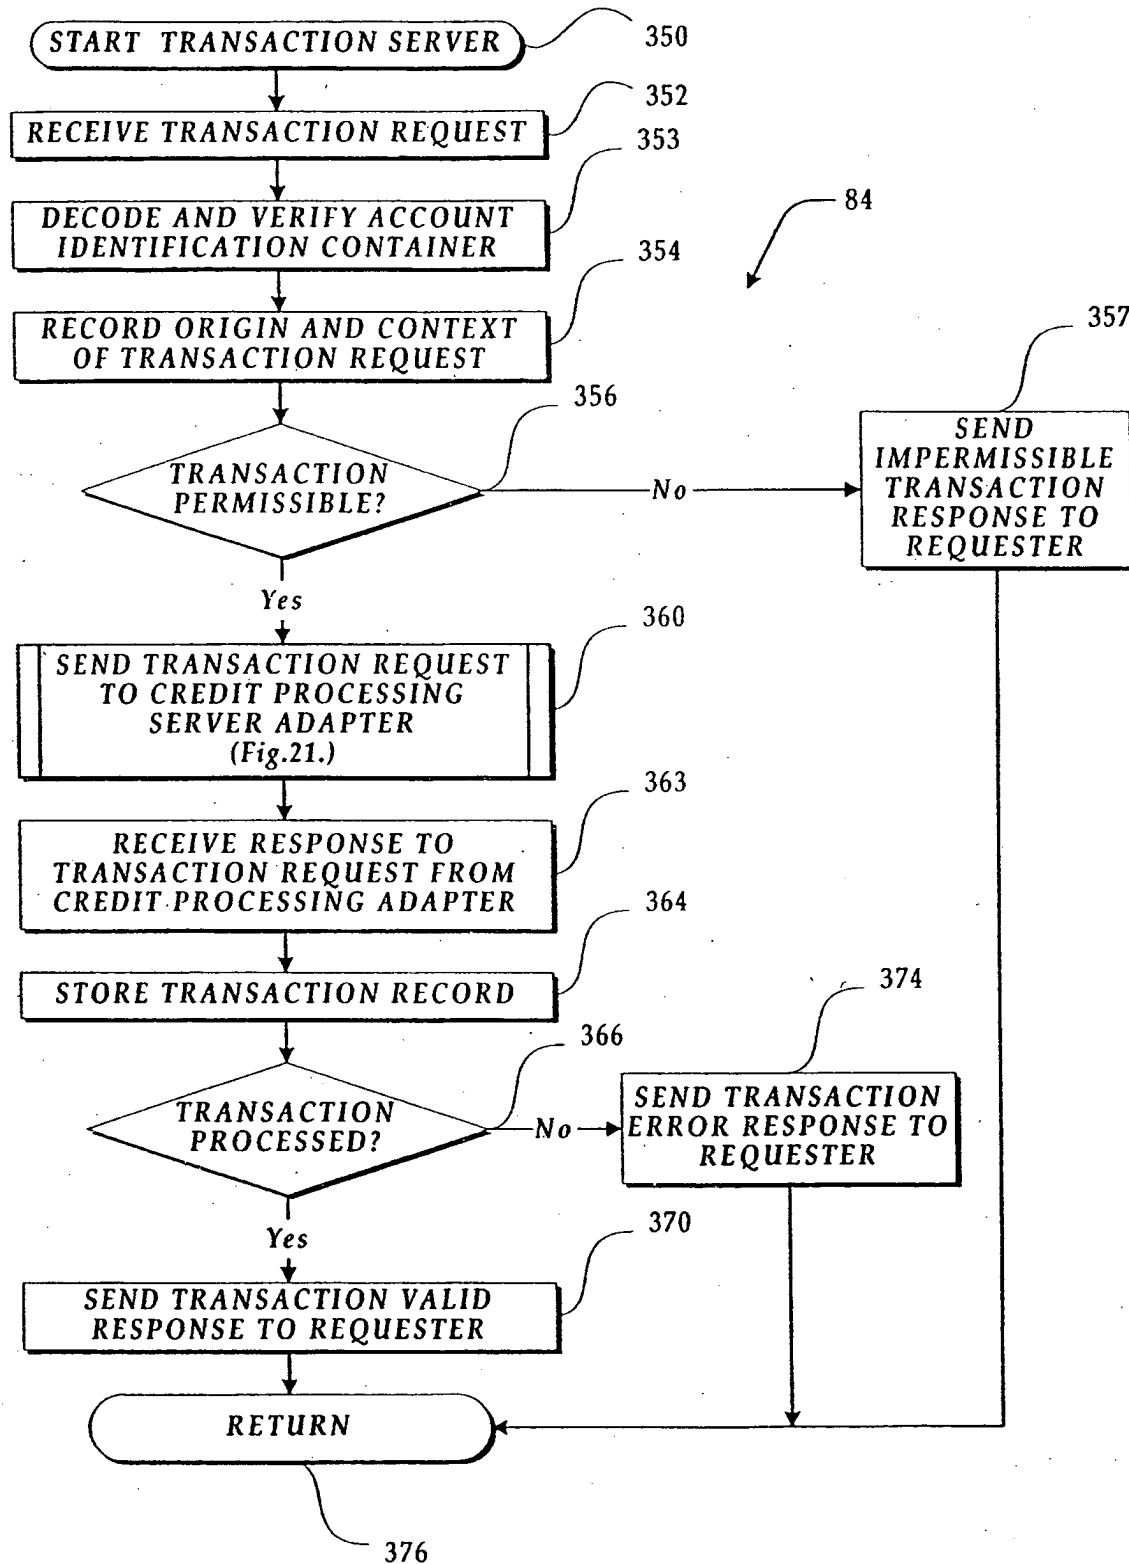 START TRANSACTION SERVER
350
RECEIVE TRANSACTION REQUEST
352
DECODE AND VERIFY ACCOUNT
IDENTIFICATION CONTAINER
353
84
RECORD ORIGIN AND CONTEXT
OF TRANSACTION REQUEST
354
TRANSACTION
PERMISSIBLE?
356
No
357
SEND
IMPERMISSIBLE
TRANSACTION
RESPONSE TO
REQUESTER
Yes
SEND TRANSACTION REQUEST
TO CREDIT PROCESSING
SERVER ADAPTER
(Fig.21.)
360
RECEIVE RESPONSE TO
TRANSACTION REQUEST FROM
CREDIT PROCESSING ADAPTER
363
STORE TRANSACTION RECORD
364
TRANSACTION
PROCESSED?
366
No
374
SEND TRANSACTION
ERROR RESPONSE TO
REQUESTER
Yes
SEND TRANSACTION VALID
RESPONSE TO REQUESTER
370
RETURN
376